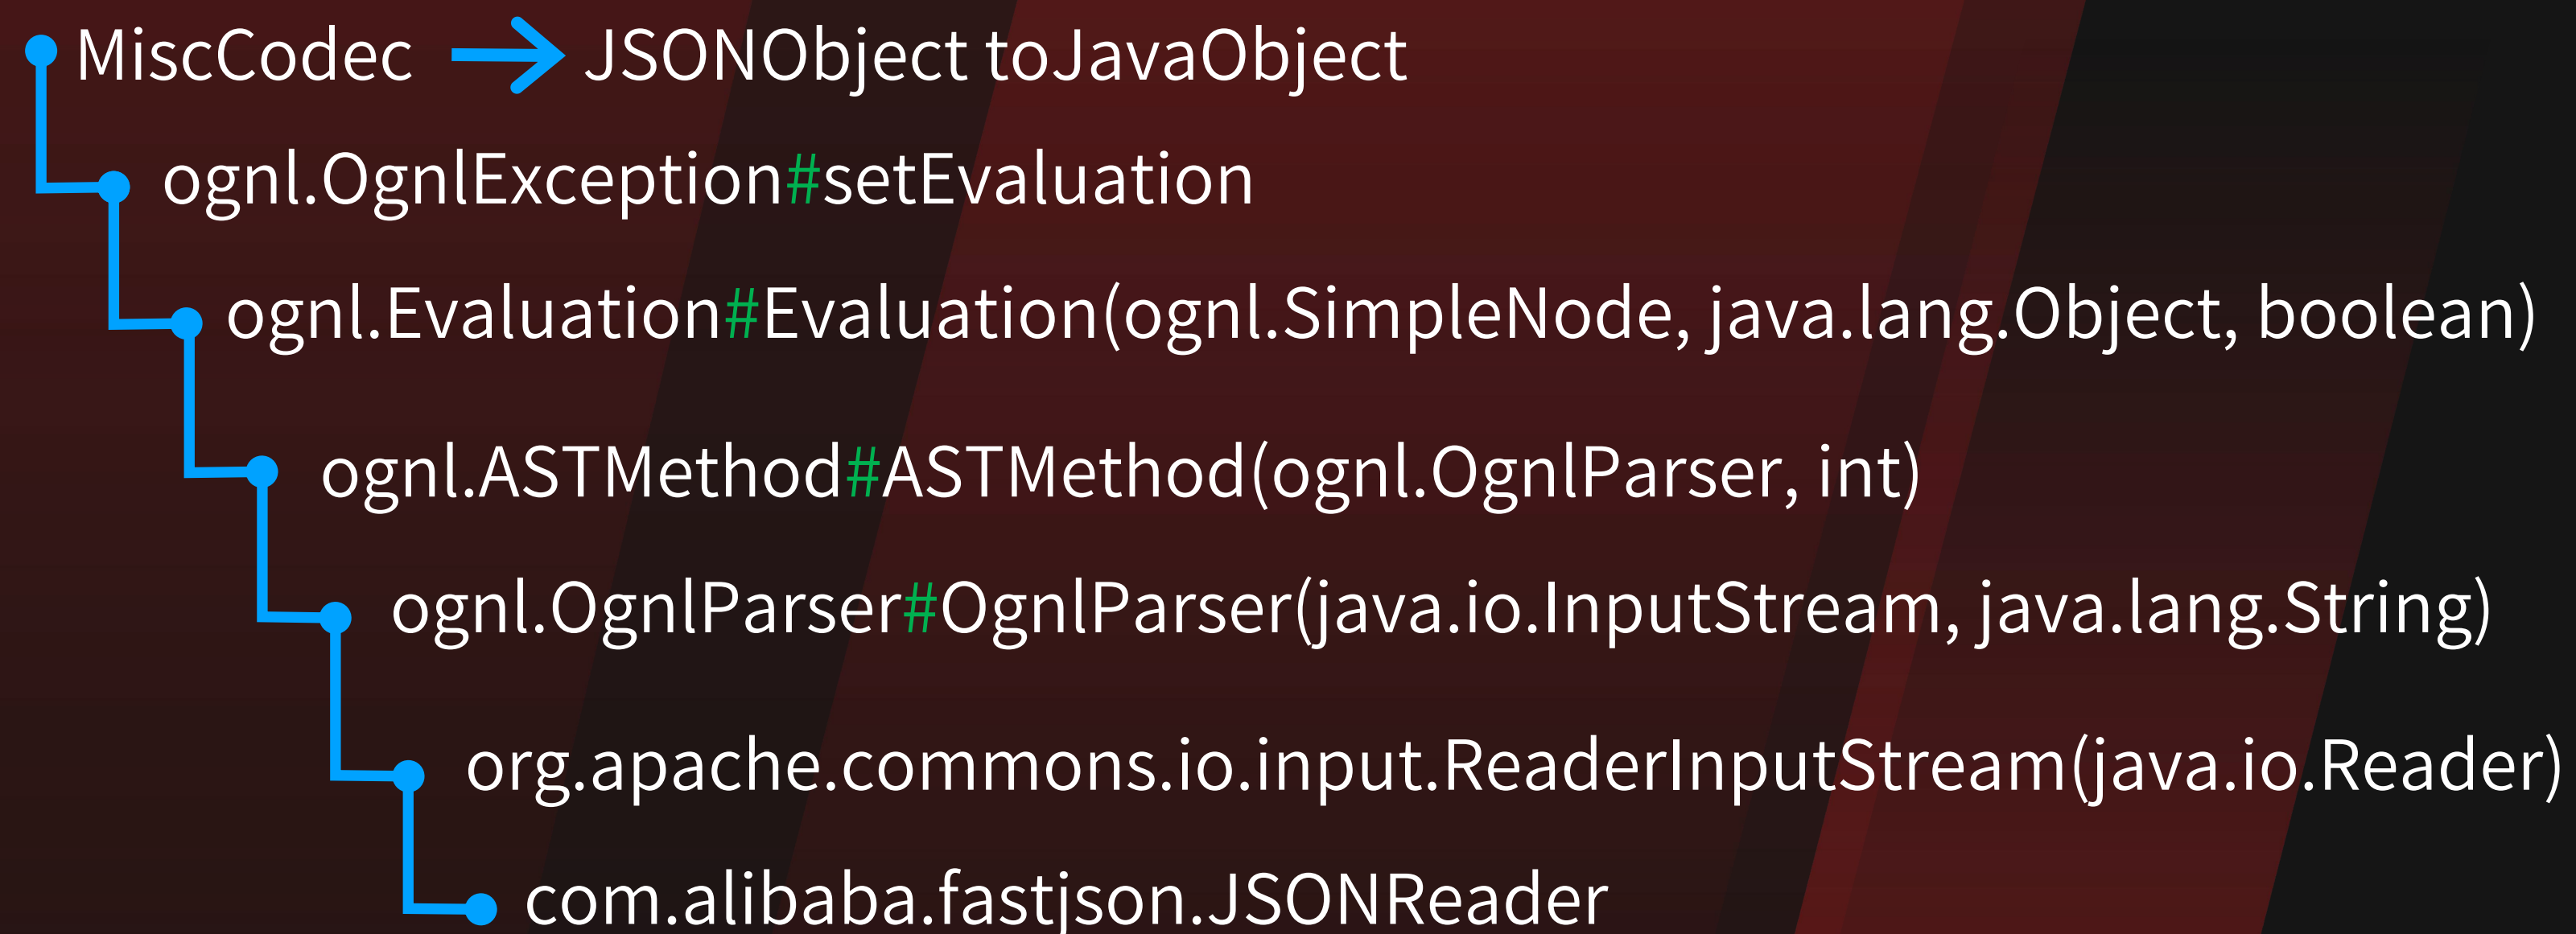 MiscCodec → JSONObject toJavaObject
ognl.OgnlException#setEvaluation
ognl.Evaluation#Evaluation(ognl.SimpleNode, java.lang.Object, boolean)
ognl.ASTMethod#ASTMethod(ognl.OgnlParser, int)
ognl.OgnlParser#OgnlParser(java.io.InputStream, java.lang.String)
org.apache.commons.io.input.ReaderInputStream(java.io.Reader)
com.alibaba.fastjson.JSONReader